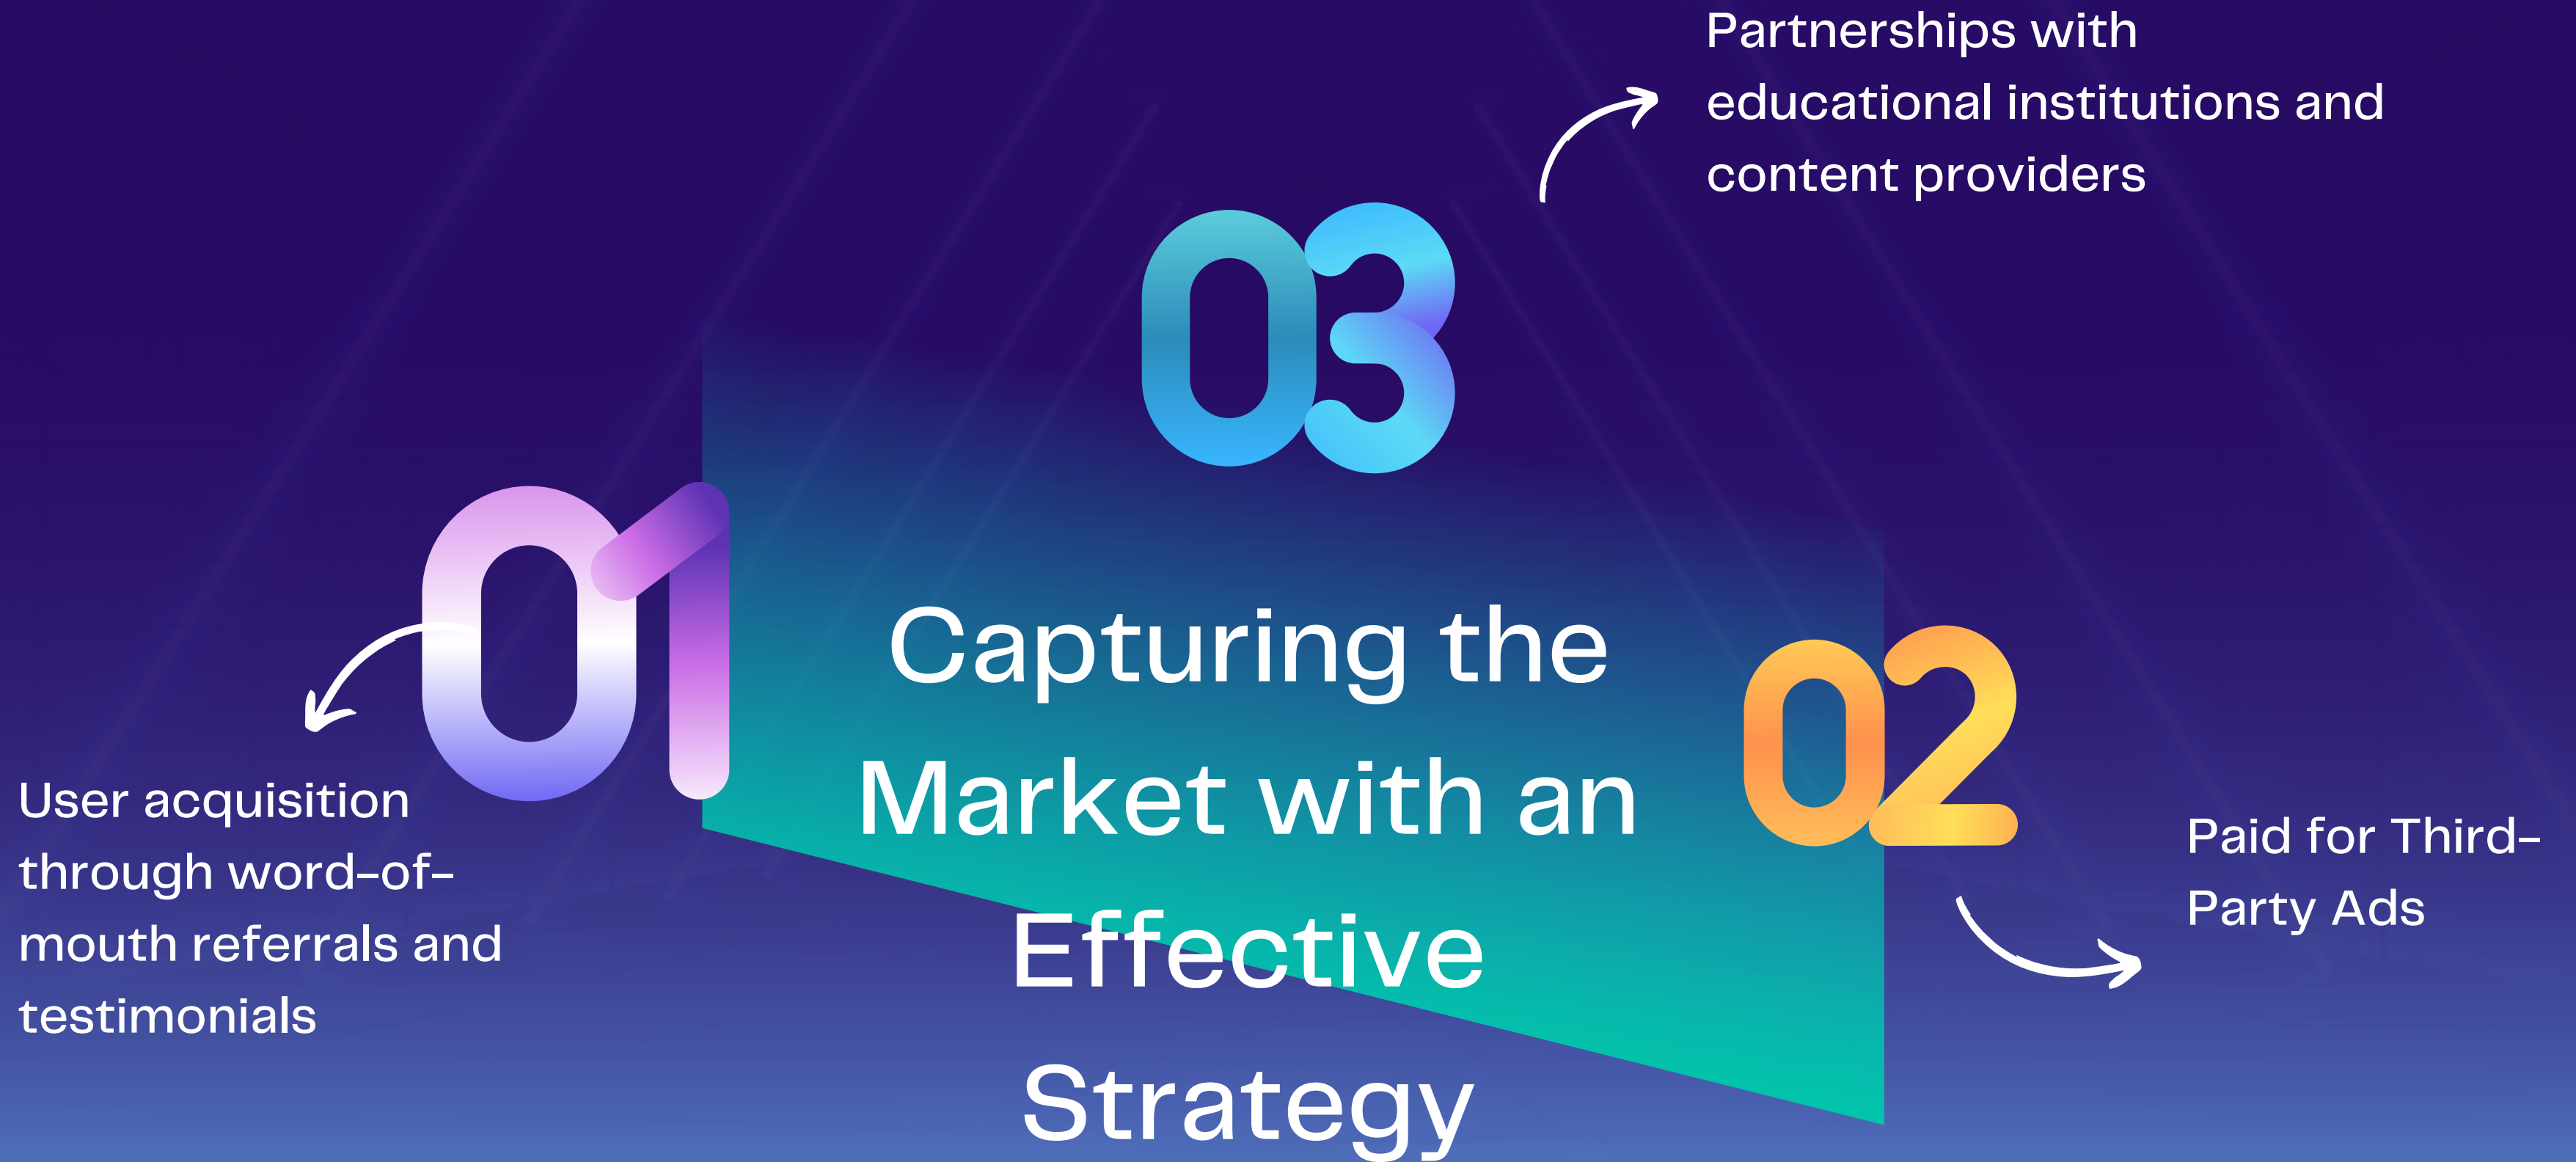 Partnerships with
educational institutions and
content providers
03
01
Capturing the
Market with an
Effective
Strategy
02
User acquisition
through word-of-
mouth referrals and
testimonials
Paid for Third-
Party Ads